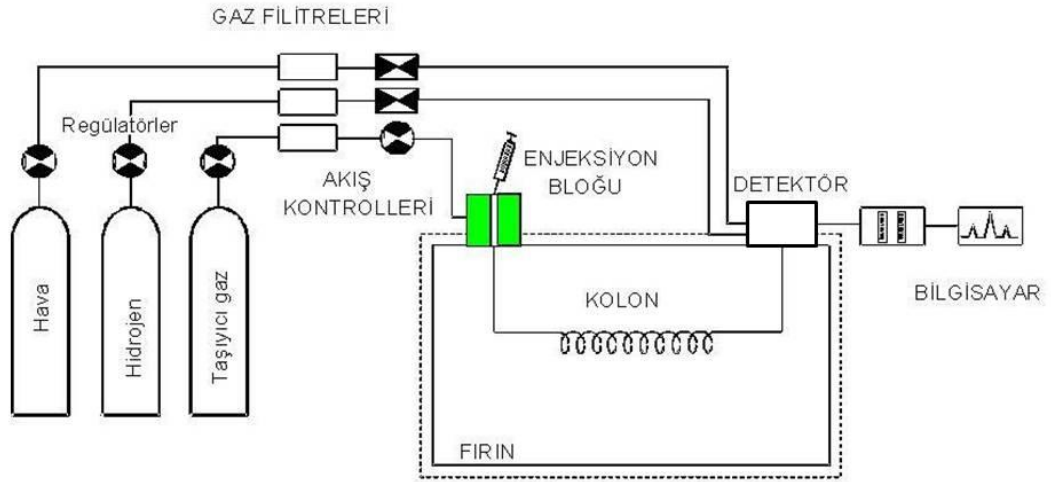 GAZ FİLİTRELERİ
Regülatörler
AKIŞ
KONTROLLERİ
ENJEKSİYON
BLOĞU
DETEKTÖR
KOLON
BİLGİSAYAR
Hava
Hidrojen
Taşıyıcı gaz
FIRIN